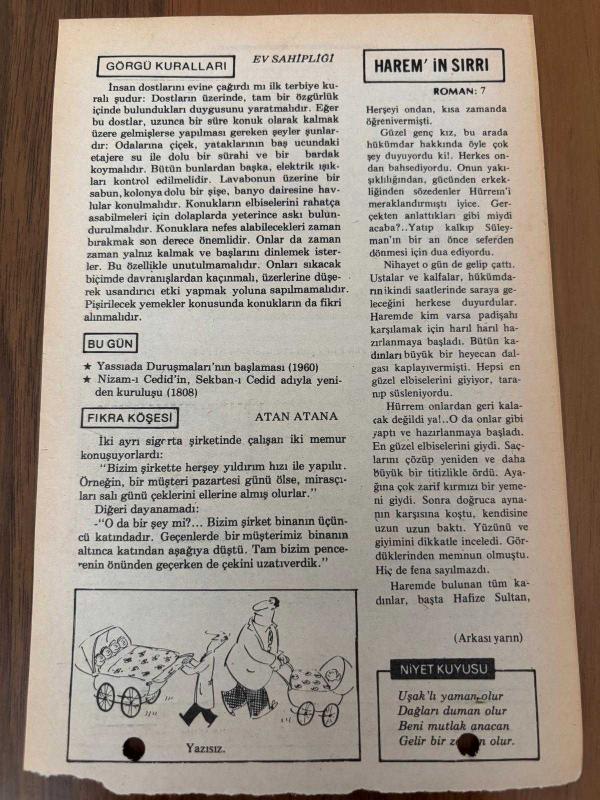 GÖRGÜ KURALLARI
EV SAHİPLİĞİ
İnsan dostlarını evine çağırdı mı ilk terbiye ku-
ralı şudur: Dostların üzerinde, tam bir özgürlük
içinde bulundukları duygusunu yaratmalıdır. Eğer
bu dostlar, uzunca bir süre konuk olarak kalmak
üzere gelmişlerse yapılması gereken şeyler şunlar-
dır: Odalarına çiçek, yataklarının baş ucundaki
etajere su ile dolu bir sürahi ve bir bardak
koymalıdır. Bütün bunlardan başka, elektrik ışık-
ları kontrol edilmelidir. Lavabonun üzerine bir
sabun, kolonya dolu bir şişe, banyo dairesine hav-
lular konulmalıdır. Konukların elbiselerini rahatça
asabilmeleri için dolaplarda yeterince askı bulun-
durulmalıdır. Konuklara nefes alabilecekleri zaman
bırakmak son derece önemlidir. Onlar da zaman
zaman yalnız kalmak ve başlarını dinlemek ister-
ler. Bu özellikle unutulmamalıdır. Onları sıkacak
biçimde davranışlardan kaçınmalı, üzerlerine düşe-
rek usandırıcı etki yapmak yoluna sapılmamalıdır.
Pişirilecek yemekler konusunda konukların da fikri
alınmalıdır.
BU GÜN
★ Yassıada Duruşmaları'nın başlaması (1960)
★ Nizam-ı Cedid'in, Sekban-ı Cedid adıyla yeni-
den kuruluşu (1808)
FIKRA KÖŞESİ
ATAN ATANA
İki ayrı sigorta şirketinde çalışan iki memur
konuşuyorlardı:
"Bizim şirkette herşey yıldırım hızı ile yapılır.
Örneğin, bir müşteri pazartesi günü ölse, mirasçı-
ları salı günü çeklerini ellerine almış olurlar."
Diğeri dayanamadı:
-"O da bir şey mi?... Bizim şirket binanın üçün-
cü katındadır. Geçenlerde bir müşterimiz binanın
altınca katından aşağıya düştü. Tam bizim pence-
renin önünden geçerken de çekini uzatıverdik."
Yazısız.
HAREM' İN SIRRI
ROMAN: 7
Herşeyi ondan, kısa zamanda
öğrenivermişti.
Güzel genç kız, bu arada
hükümdar hakkında öyle çok
şey duyuyordu ki!. Herkes on-
dan bahsediyordu. Onun yakı-
şıklılığından, gücünden erkek-
liğinden sözedenler Hürrem'i
meraklandırmıştı iyice. Ger-
çekten anlattıkları gibi miydi
acaba?..Yatıp kalkıp Süley-
man'ın bir an önce seferden
dönmesi için dua ediyordu.
Nihayet o gün de gelip çattı.
Ustalar ve kalfalar, hükümda-
rın ikindi saatlerinde saraya ge-
leceğini herkese duyurdular.
Haremde kim varsa padişahı
karşılamak için harıl harıl ha-
zırlanmaya başladı. Bütün ka-
dınları büyük bir heyecan dal-
gası kaplayıvermişti. Hepsi en
güzel elbiselerini giyiyor, tara-
nıp süsleniyordu.
Hürrem onlardan geri kala-
cak değildi ya!..O da onlar gibi
yaptı ve hazırlanmaya başladı.
En güzel elbiselerini giydi. Saç-
larını çözüp yeniden ve daha
büyük bir titizlikle ördü. Aya-
ğına çok zarif kırmızı bir yeme-
ni giydi. Sonra doğruca ayna-
nın karşısına koştu, kendisine
uzun uzun baktı. Yüzünü ve
giyimini dikkatle inceledi. Gör-
düklerinden memnun olmuştu.
Hiç de fena sayılmazdı.
Haremde bulunan tüm ka-
dınlar, başta Hafize Sultan,
(Arkası yarın)
NİYET KUYUSU
Uşak'lı yaman olur
Dağları duman olur
Beni mutlak anacan
Gelir bir olur.